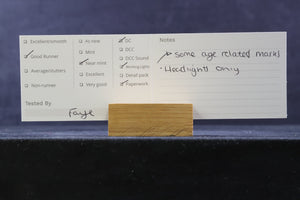 Excellent/smooth
Good Runner
Average/stutters
Non-runner
Tested By
Faye
As new
Mint
Near mint
Excellent
Very good
DC
DCC
DCC Sound
Working Lights
Detail pack
Paperwork
Notes
Some age related marks
Headlights only